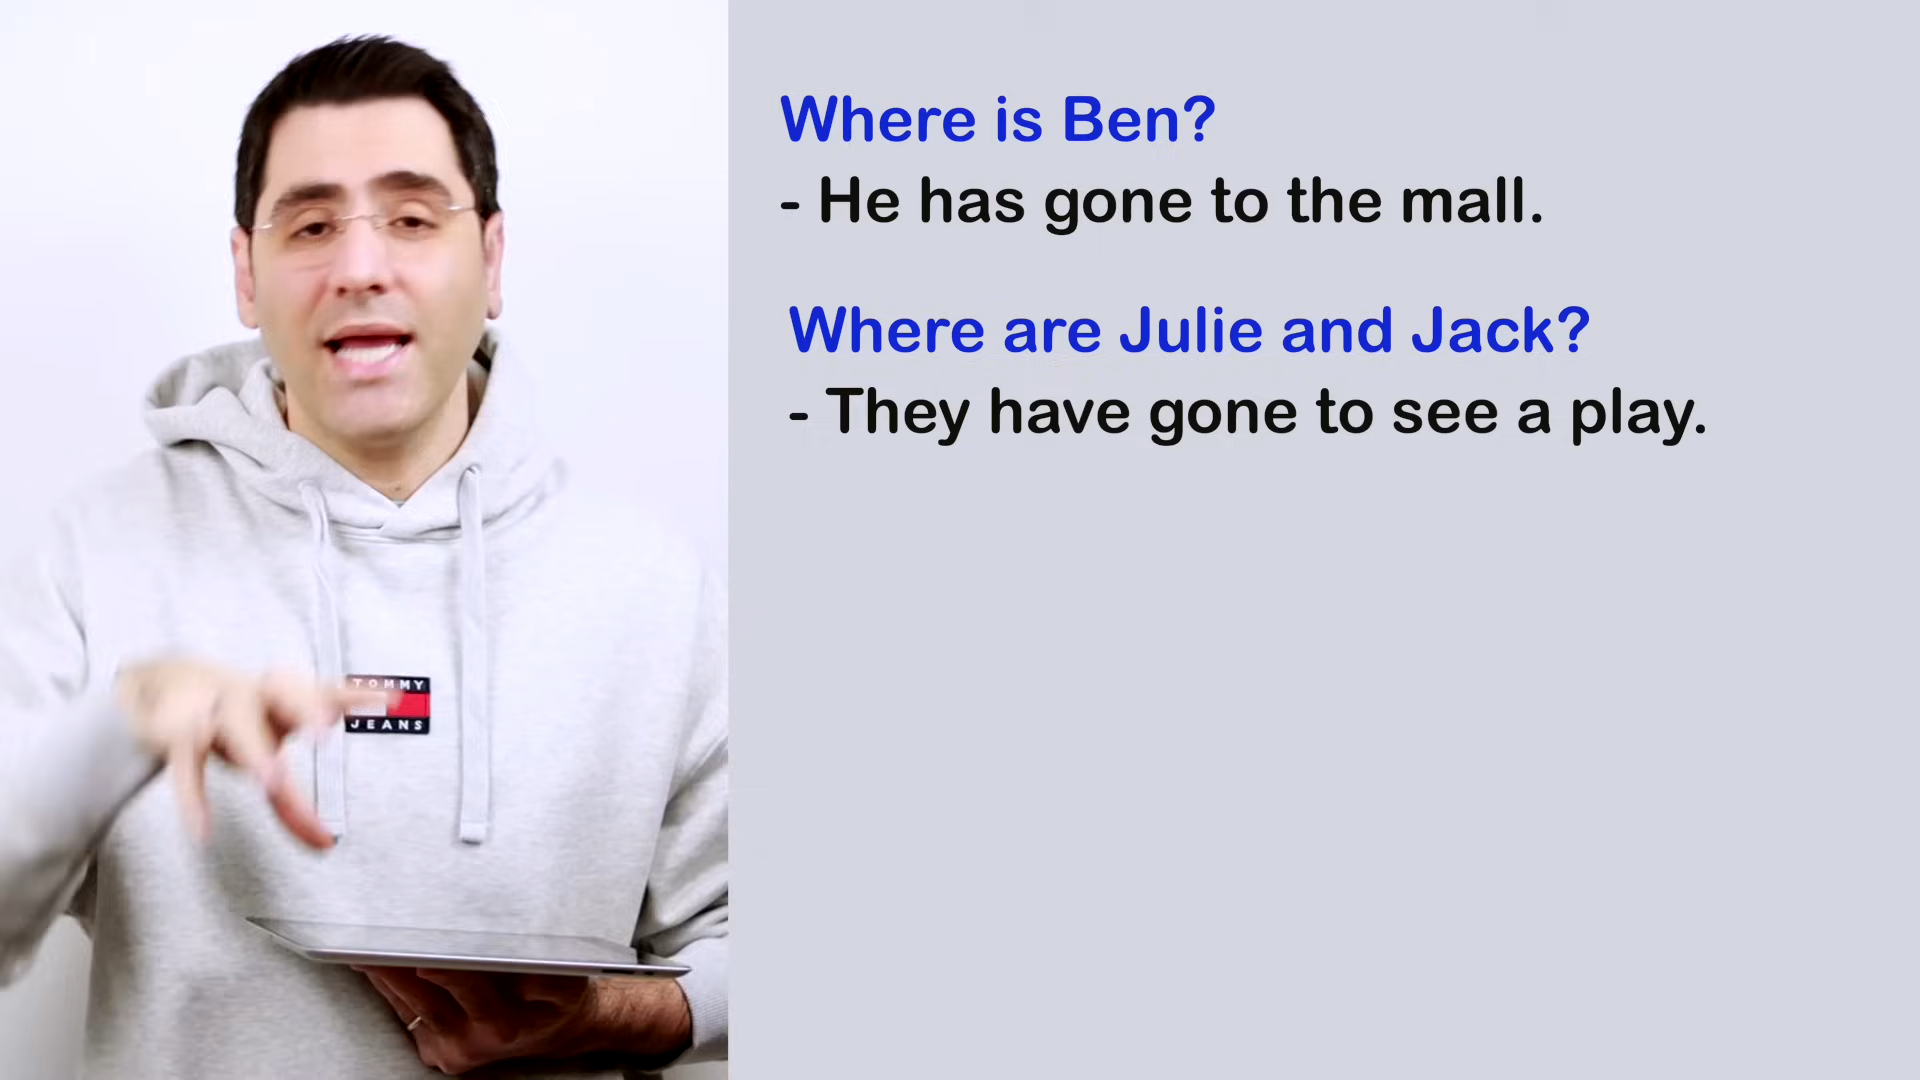 Where is Ben?
- He has gone to the mall.
Where are Julie and Jack?
- They have gone to see a play.
TOMMY
JEANS